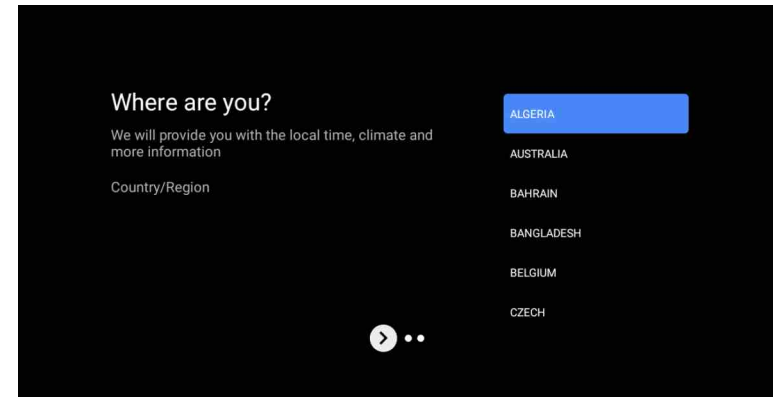 Where are you?
We will provide you with the local time, climate and
more information
Country/Region
ALGERIA
AUSTRALIA
BAHRAIN
BANGLADESH
BELGIUM
CZECH